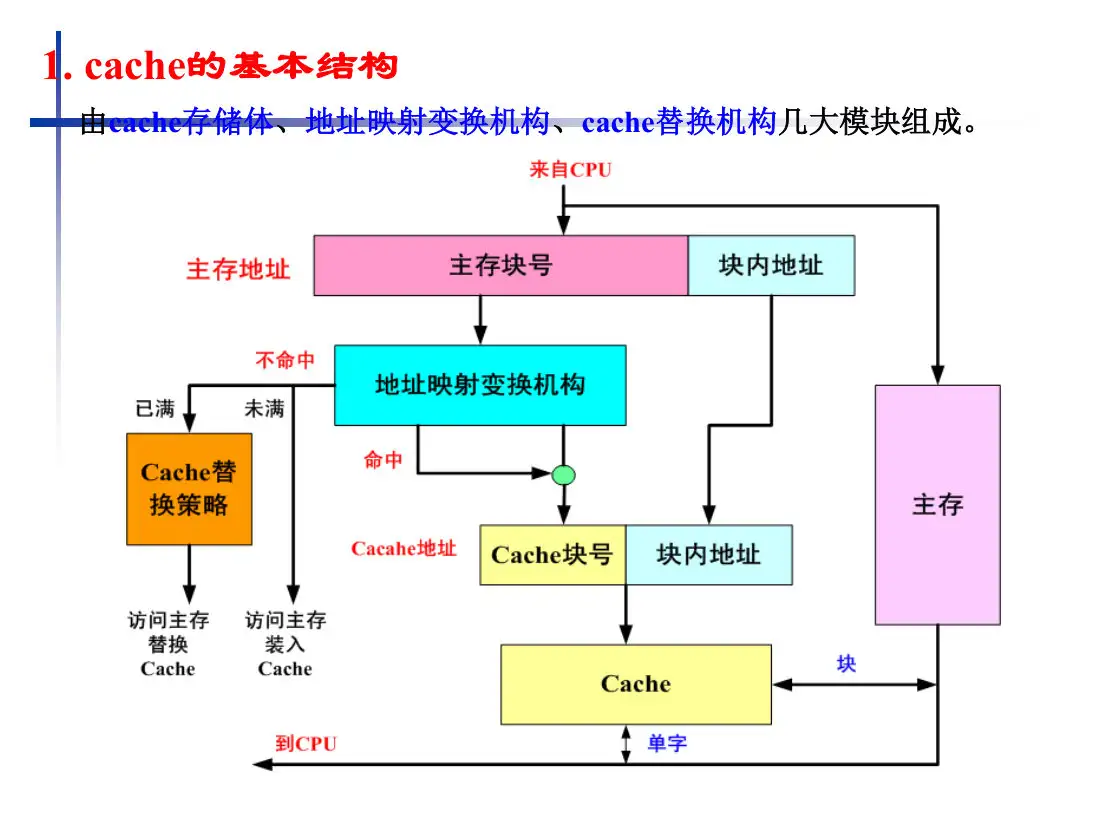 1. cache的基本结构
由cache存储体、地址映射变换机构、cache替换机构几大模块组成。
来自CPU
主存地址
主存块号
块内地址
不命中
地址映射变换机构
已满
未满
命中
Cache替
换策略
主存
Cacahe地址
Cache块号
块内地址
访问主存
替换
Cache
访问主存
装入
Cache
Cache
块
到CPU
单字